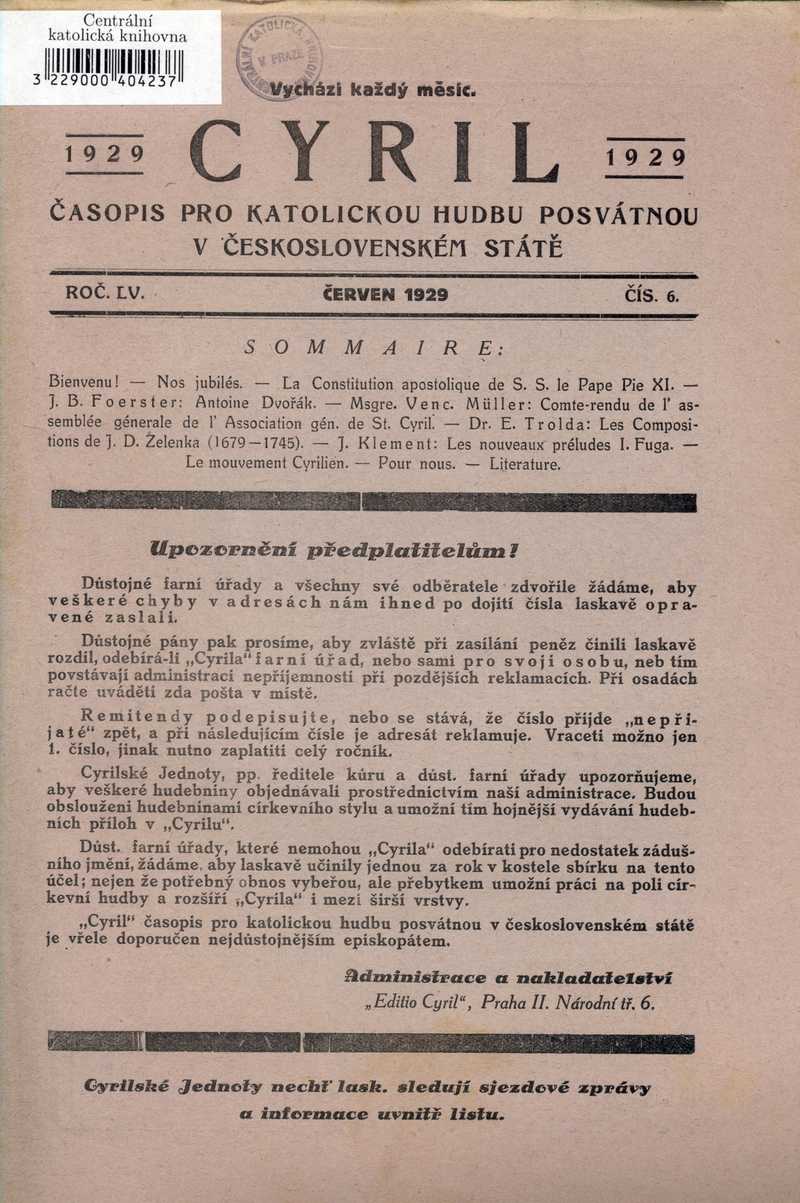 Centrální
katolická knihovna
3 229000 404237
V PRAZE
Vychází každý měsíc.
1929 CYRIL 1929
ČASOPIS PRO KATOLICKOU HUDBU POSVÁTNOU
V ČESKOSLOVENSKÉM STÁTĚ
ROČ. LV. ČERVEN 1929 ČÍS. 6.
SOMMAIRE:
Bienvenu! — Nos jubilés. — La Constitution apostolique de S. S. le Pape Pie XI. —
J. B. Foerster: Antoine Dvořák. — Msgre. Venc. Müller: Comte-rendu de l' as-
semblée génerale de l' Association gén. de St. Cyril. — Dr. E. Trolda: Les Composi-
tions de J. D. Želenka (1679—1745). — J. Klement: Les nouveaux préludes I. Fuga. —
Le mouvement Cyrilien. — Pour nous. — Literature.
Upozornění předplatitelům!
Důstojné farní úřady a všechny své odběratele zdvořile žádáme, aby
veškeré chyby v adresách nám ihned po dojití čísla laskavě opra-
vené zaslali.
Důstojné pány pak prosíme, aby zvláště při zasílání peněz činili laskavě
rozdíl, odebírá-li „Cyrila“ farní úřad, nebo sami pro svoji osobu, neb tím
povstávají administraci nepříjemnosti při pozdějších reklamacích. Při osadách
račte uváděti zda pošta v místě.
Remitendy podepisujte, nebo se stává, že číslo přijde „nepři-
jaté“ zpět, a při následujícím čísle je adresát reklamuje. Vraceti možno jen
1. číslo, jinak nutno zaplatiti celý ročník.
Cyrilské Jednoty, pp. ředitele kůru a důst. farní úřady upozorňujeme,
aby veškeré hudebniny objednávali prostřednictvím naší administrace. Budou
obslouženi hudebninami církevního stylu a umožní tím hojnější vydávání hudeb-
ních příloh v „Cyrilu“.
Důst. farní úřady, které nemohou „Cyrila“ odebírati pro nedostatek záduš-
ního jmění, žádáme, aby laskavě učinily jednou za rok v kostele sbírku na tento
účel; nejen že potřebný obnos vybeřou, ale přebytkem umožní práci na poli cír-
kevní hudby a rozšíří „Cyrila“ i mezi širší vrstvy.
„Cyril“ časopis pro katolickou hudbu posvátnou v československém státě
je vřele doporučen nejdůstojnějším episkopátem.
Administrace a nakladatelství
„Editio Cyril“, Praha II. Národní tř. 6.
Cyrilské Jednoty nechť lask. sledují sjezdové zprávy
a informace uvnitř listu.